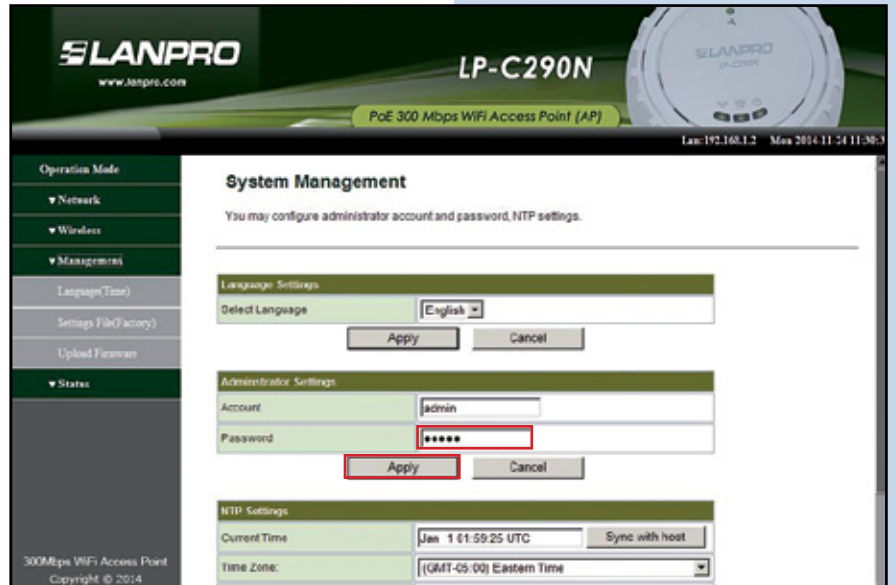 LANPRO
www.lanpro.com
LP-C290N
LANPRO
LP-C290N
PoE 300 Mbps WiFi Access Point (AP)
Lan:192.168.1.2 Mon 2014-11-24 11:30:3
Operation Mode
Network
Wireless
Management
Language(Time)
Settings File(Factory)
Upload Firmware
Status
300Mbps WiFi Access Point
Copyright © 2014
System Management
You may configure administrator account and password, NTP settings.
Language Settings
Select Language English
Apply Cancel
Adminstrator Settings
Account admin
Password •••••
Apply Cancel
NTP Settings
Current Time Jan 1 01:59:25 UTC Sync with host
Time Zone: (GMT-05:00) Eastern Time